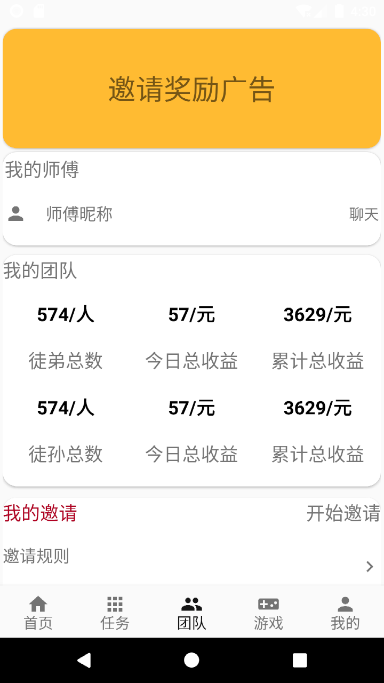 4:30
邀请奖励广告
我的师傅
师傅昵称 聊天
我的团队
574/人 57/元 3629/元
徒弟总数 今日总收益 累计总收益
574/人 57/元 3629/元
徒孙总数 今日总收益 累计总收益
我的邀请 开始邀请
邀请规则
首页 任务 团队 游戏 我的